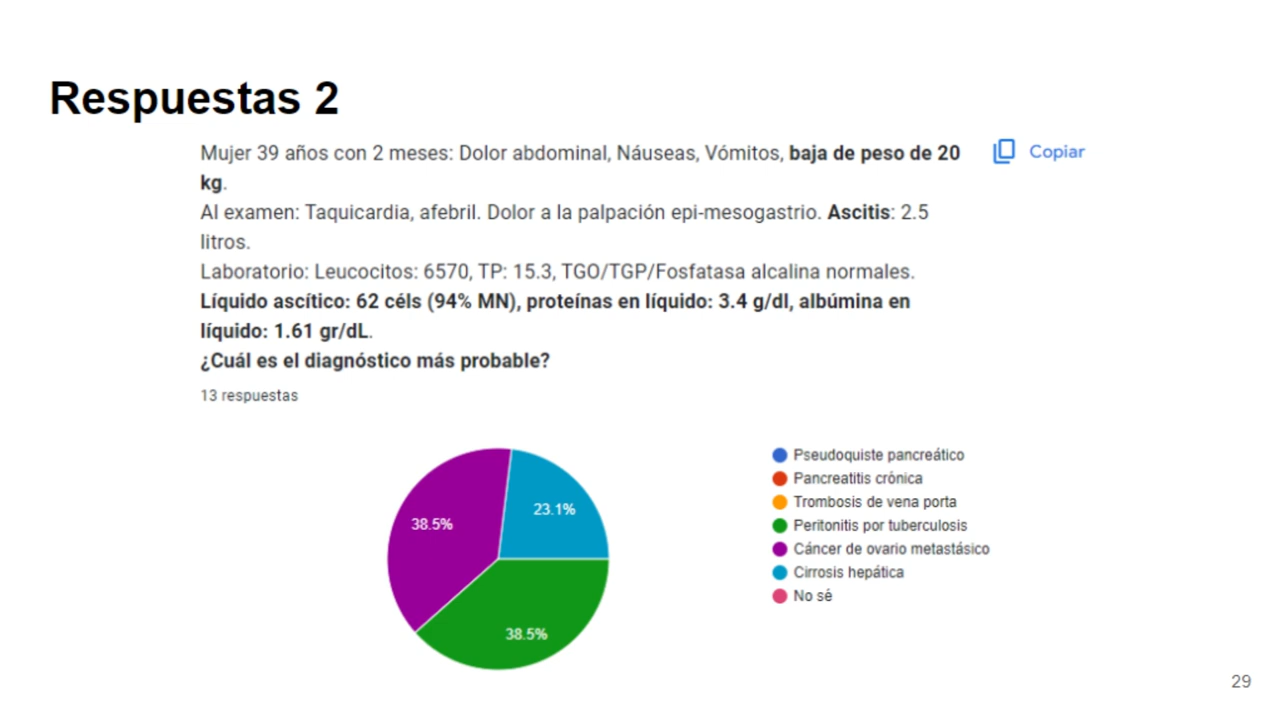 Respuestas 2
Mujer 39 años con 2 meses: Dolor abdominal, Náuseas, Vómitos, baja de peso de 20
kg.
Copiar
Al examen: Taquicardia, afebril. Dolor a la palpación epi-mesogastrio. Ascitis: 2.5
litros.
Laboratorio: Leucocitos: 6570, TP: 15.3, TGO/TGP/Fosfatasa alcalina normales.
Líquido ascítico: 62 céls (94% MN), proteínas en líquido: 3.4 g/dl, albúmina en
líquido: 1.61 gr/dL.
¿Cuál es el diagnóstico más probable?
13 respuestas
38.5%
23.1%
38.5%
Pseudoquiste pancreático
Pancreatitis crónica
Trombosis de vena porta
Peritonitis por tuberculosis
Cáncer de ovario metastásico
Cirrosis hepática
No sé
29